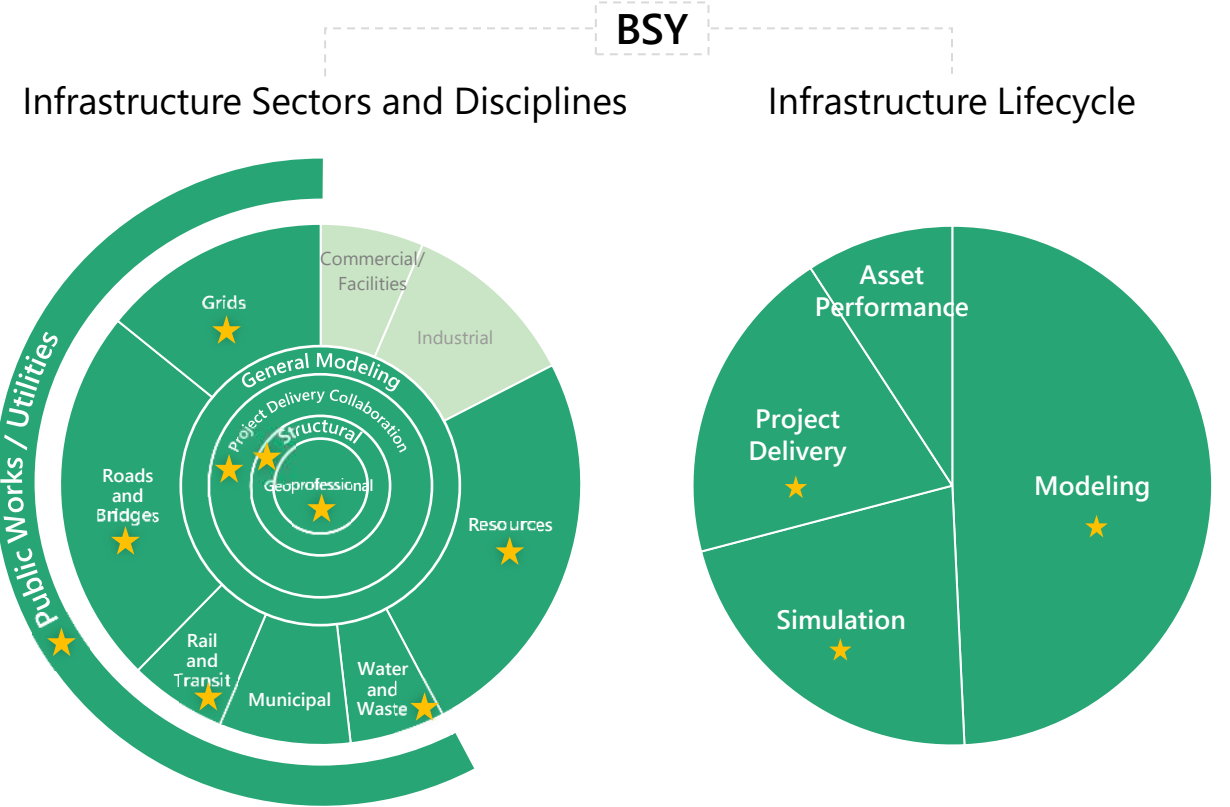 BSY
Infrastructure Sectors and Disciplines
Infrastructure Lifecycle
Public Works / Utilities
Commercial/
Facilities
Grids
Industrial
General Modeling
Project Delivery Collaboration
Structural
Geoprofessional
Roads
and
Bridges
Resources
Rail
and
Transit
Municipal
Water
and
Waste
Asset
Performance
Project
Delivery
Modeling
Simulation